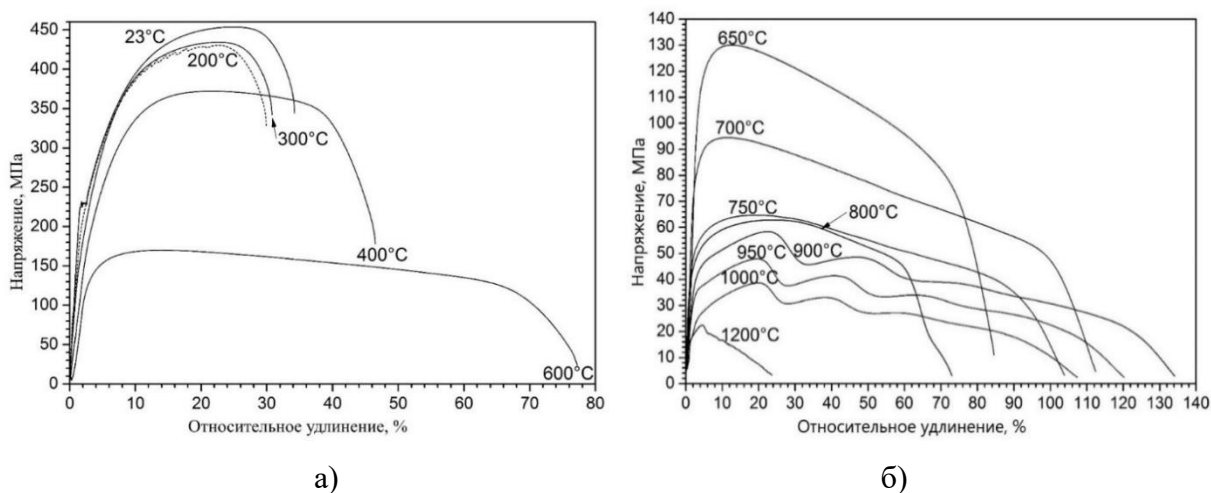 450
400
350
300
250
200
150
100
50
0
0 10 20 30 40 50 60 70 80
Напряжение, МПа
Относительное удлинение, %
23°C
200°C
300°C
400°C
600°C
а)
140
130
120
110
100
90
80
70
60
50
40
30
20
10
0
0 10 20 30 40 50 60 70 80 90 100 110 120 130 140
Напряжение, МПа
Относительное удлинение, %
650°C
700°C
750°C
800°C
950°C 900°C
1000°C
1200°C
б)